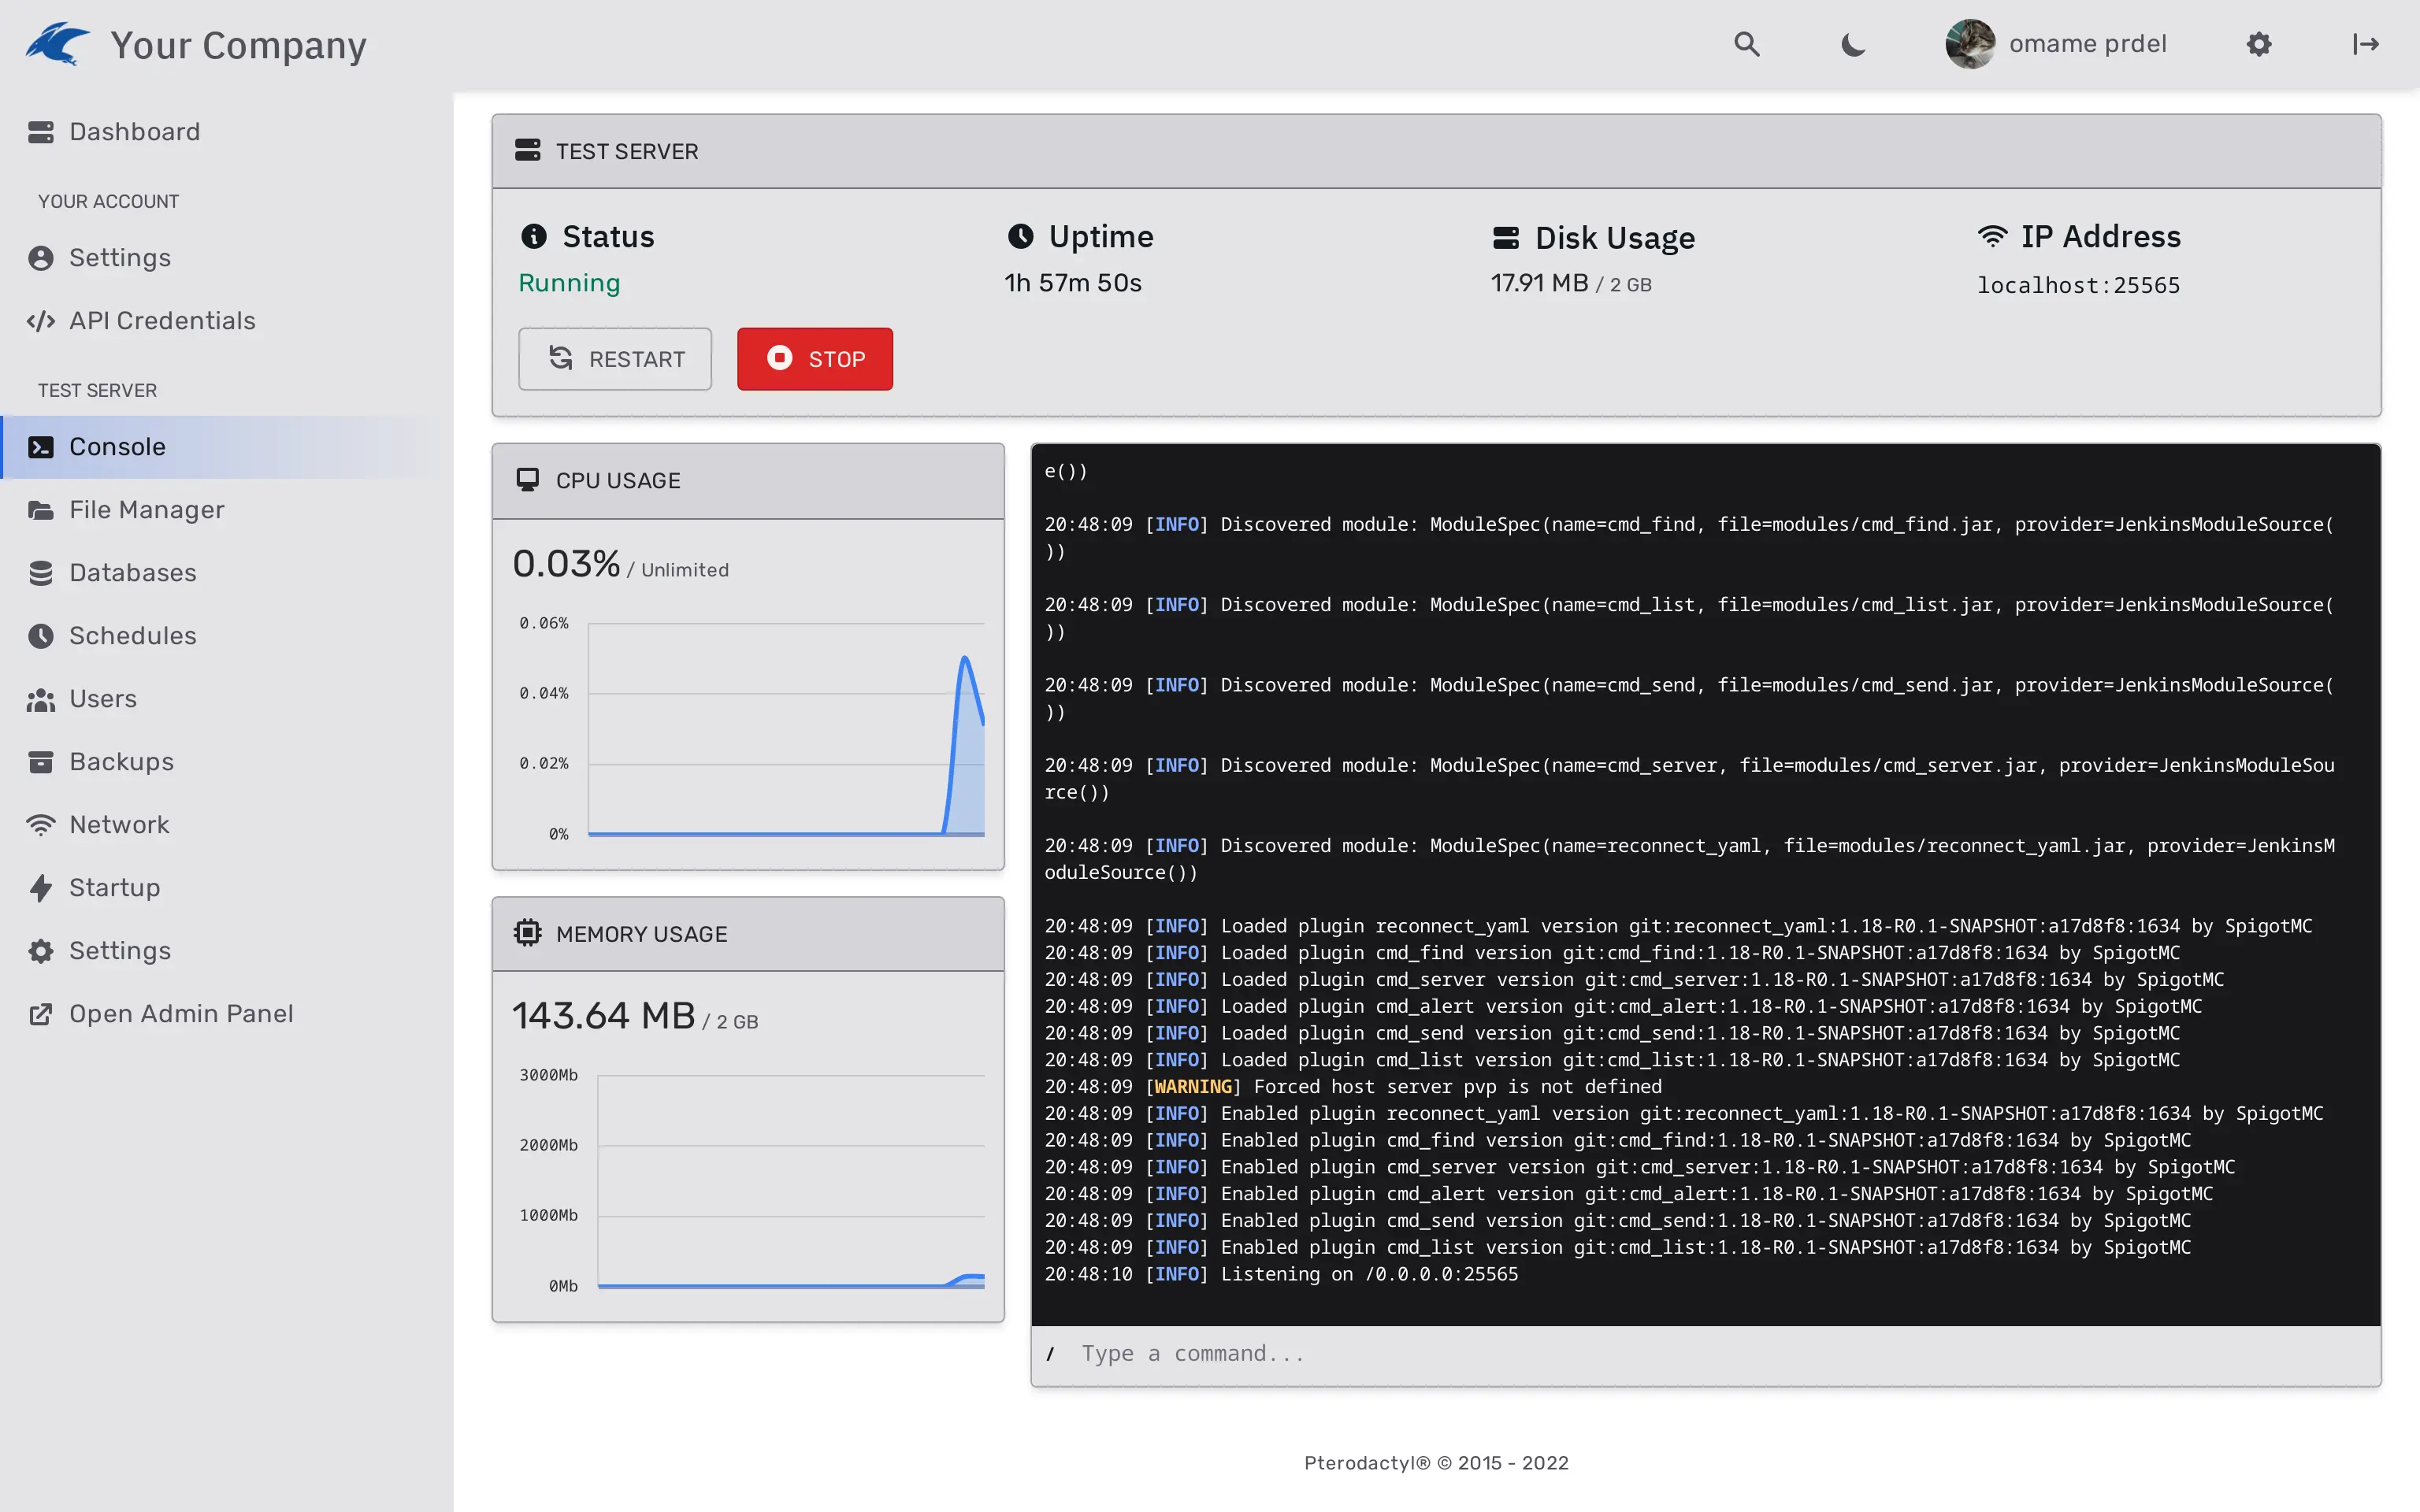 Your Company
omame prdel
Dashboard
YOUR ACCOUNT
Settings
API Credentials
TEST SERVER
Console
File Manager
Databases
Schedules
Users
Backups
Network
Startup
Settings
Open Admin Panel
TEST SERVER
Status
Running
Uptime
1h 57m 50s
Disk Usage
17.91 MB / 2 GB
IP Address
localhost:25565
RESTART
STOP
CPU USAGE
0.03% / Unlimited
0.06%
0.04%
0.02%
0%
MEMORY USAGE
143.64 MB / 2 GB
3000Mb
2000Mb
1000Mb
0Mb
e())
20:48:09 [INFO] Discovered module: ModuleSpec(name=cmd_find, file=modules/cmd_find.jar, provider=JenkinsModuleSource(
))
20:48:09 [INFO] Discovered module: ModuleSpec(name=cmd_list, file=modules/cmd_list.jar, provider=JenkinsModuleSource(
))
20:48:09 [INFO] Discovered module: ModuleSpec(name=cmd_send, file=modules/cmd_send.jar, provider=JenkinsModuleSource(
))
20:48:09 [INFO] Discovered module: ModuleSpec(name=cmd_server, file=modules/cmd_server.jar, provider=JenkinsModuleSou
rce())
20:48:09 [INFO] Discovered module: ModuleSpec(name=reconnect_yaml, file=modules/reconnect_yaml.jar, provider=JenkinsM
oduleSource())
20:48:09 [INFO] Loaded plugin reconnect_yaml version git:reconnect_yaml:1.18-R0.1-SNAPSHOT:a17d8f8:1634 by SpigotMC
20:48:09 [INFO] Loaded plugin cmd_find version git:cmd_find:1.18-R0.1-SNAPSHOT:a17d8f8:1634 by SpigotMC
20:48:09 [INFO] Loaded plugin cmd_server version git:cmd_server:1.18-R0.1-SNAPSHOT:a17d8f8:1634 by SpigotMC
20:48:09 [INFO] Loaded plugin cmd_alert version git:cmd_alert:1.18-R0.1-SNAPSHOT:a17d8f8:1634 by SpigotMC
20:48:09 [INFO] Loaded plugin cmd_send version git:cmd_send:1.18-R0.1-SNAPSHOT:a17d8f8:1634 by SpigotMC
20:48:09 [INFO] Loaded plugin cmd_list version git:cmd_list:1.18-R0.1-SNAPSHOT:a17d8f8:1634 by SpigotMC
20:48:09 [WARNING] Forced host server pvp is not defined
20:48:09 [INFO] Enabled plugin reconnect_yaml version git:reconnect_yaml:1.18-R0.1-SNAPSHOT:a17d8f8:1634 by SpigotMC
20:48:09 [INFO] Enabled plugin cmd_find version git:cmd_find:1.18-R0.1-SNAPSHOT:a17d8f8:1634 by SpigotMC
20:48:09 [INFO] Enabled plugin cmd_server version git:cmd_server:1.18-R0.1-SNAPSHOT:a17d8f8:1634 by SpigotMC
20:48:09 [INFO] Enabled plugin cmd_alert version git:cmd_alert:1.18-R0.1-SNAPSHOT:a17d8f8:1634 by SpigotMC
20:48:09 [INFO] Enabled plugin cmd_send version git:cmd_send:1.18-R0.1-SNAPSHOT:a17d8f8:1634 by SpigotMC
20:48:09 [INFO] Enabled plugin cmd_list version git:cmd_list:1.18-R0.1-SNAPSHOT:a17d8f8:1634 by SpigotMC
20:48:10 [INFO] Listening on /0.0.0.0:25565
/ Type a command...
Pterodactyl® © 2015 - 2022